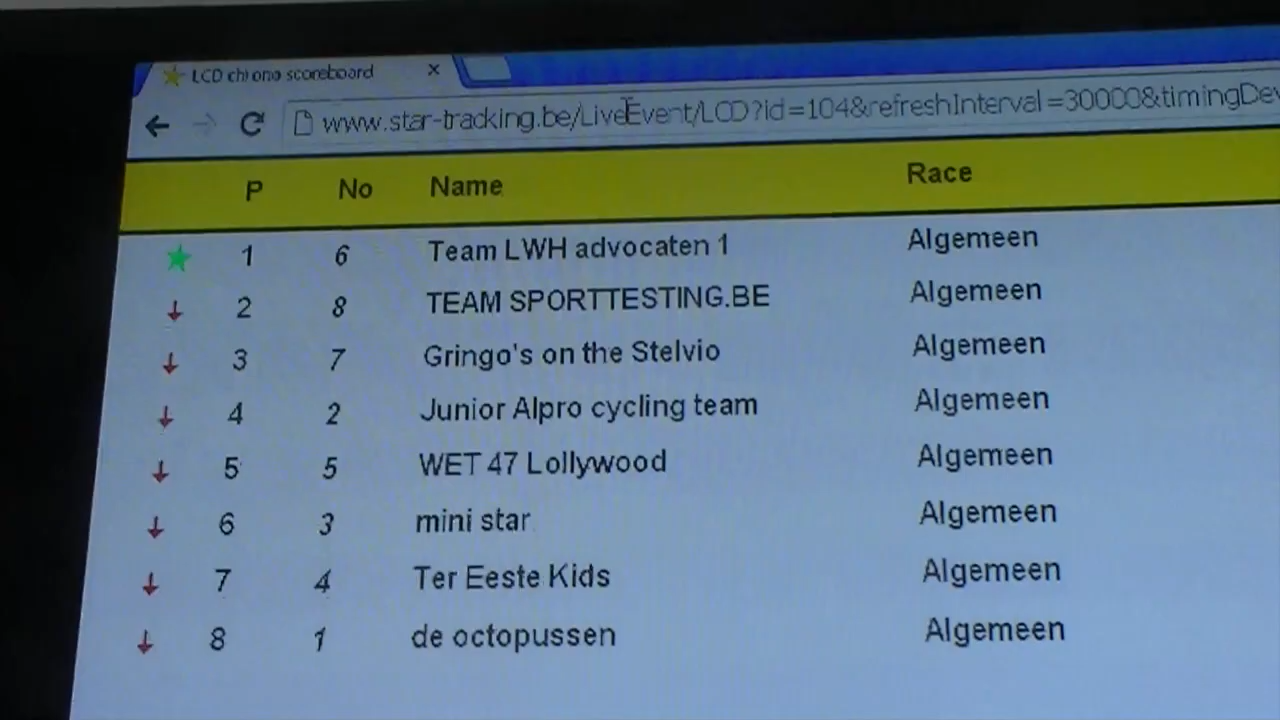 LCD chrono scoreboard
www.star-tracking.be/LiveEvent/LCD?id=104&refreshInterval=30000&timingDev
P No Name Race
1 6 Team LWH advocaten 1 Algemeen
2 8 TEAM SPORTTESTING.BE Algemeen
3 7 Gringo's on the Stelvio Algemeen
4 2 Junior Alpro cycling team Algemeen
5 5 WET 47 Lollywood Algemeen
6 3 mini star Algemeen
7 4 Ter Eeste Kids Algemeen
8 1 de octopussen Algemeen